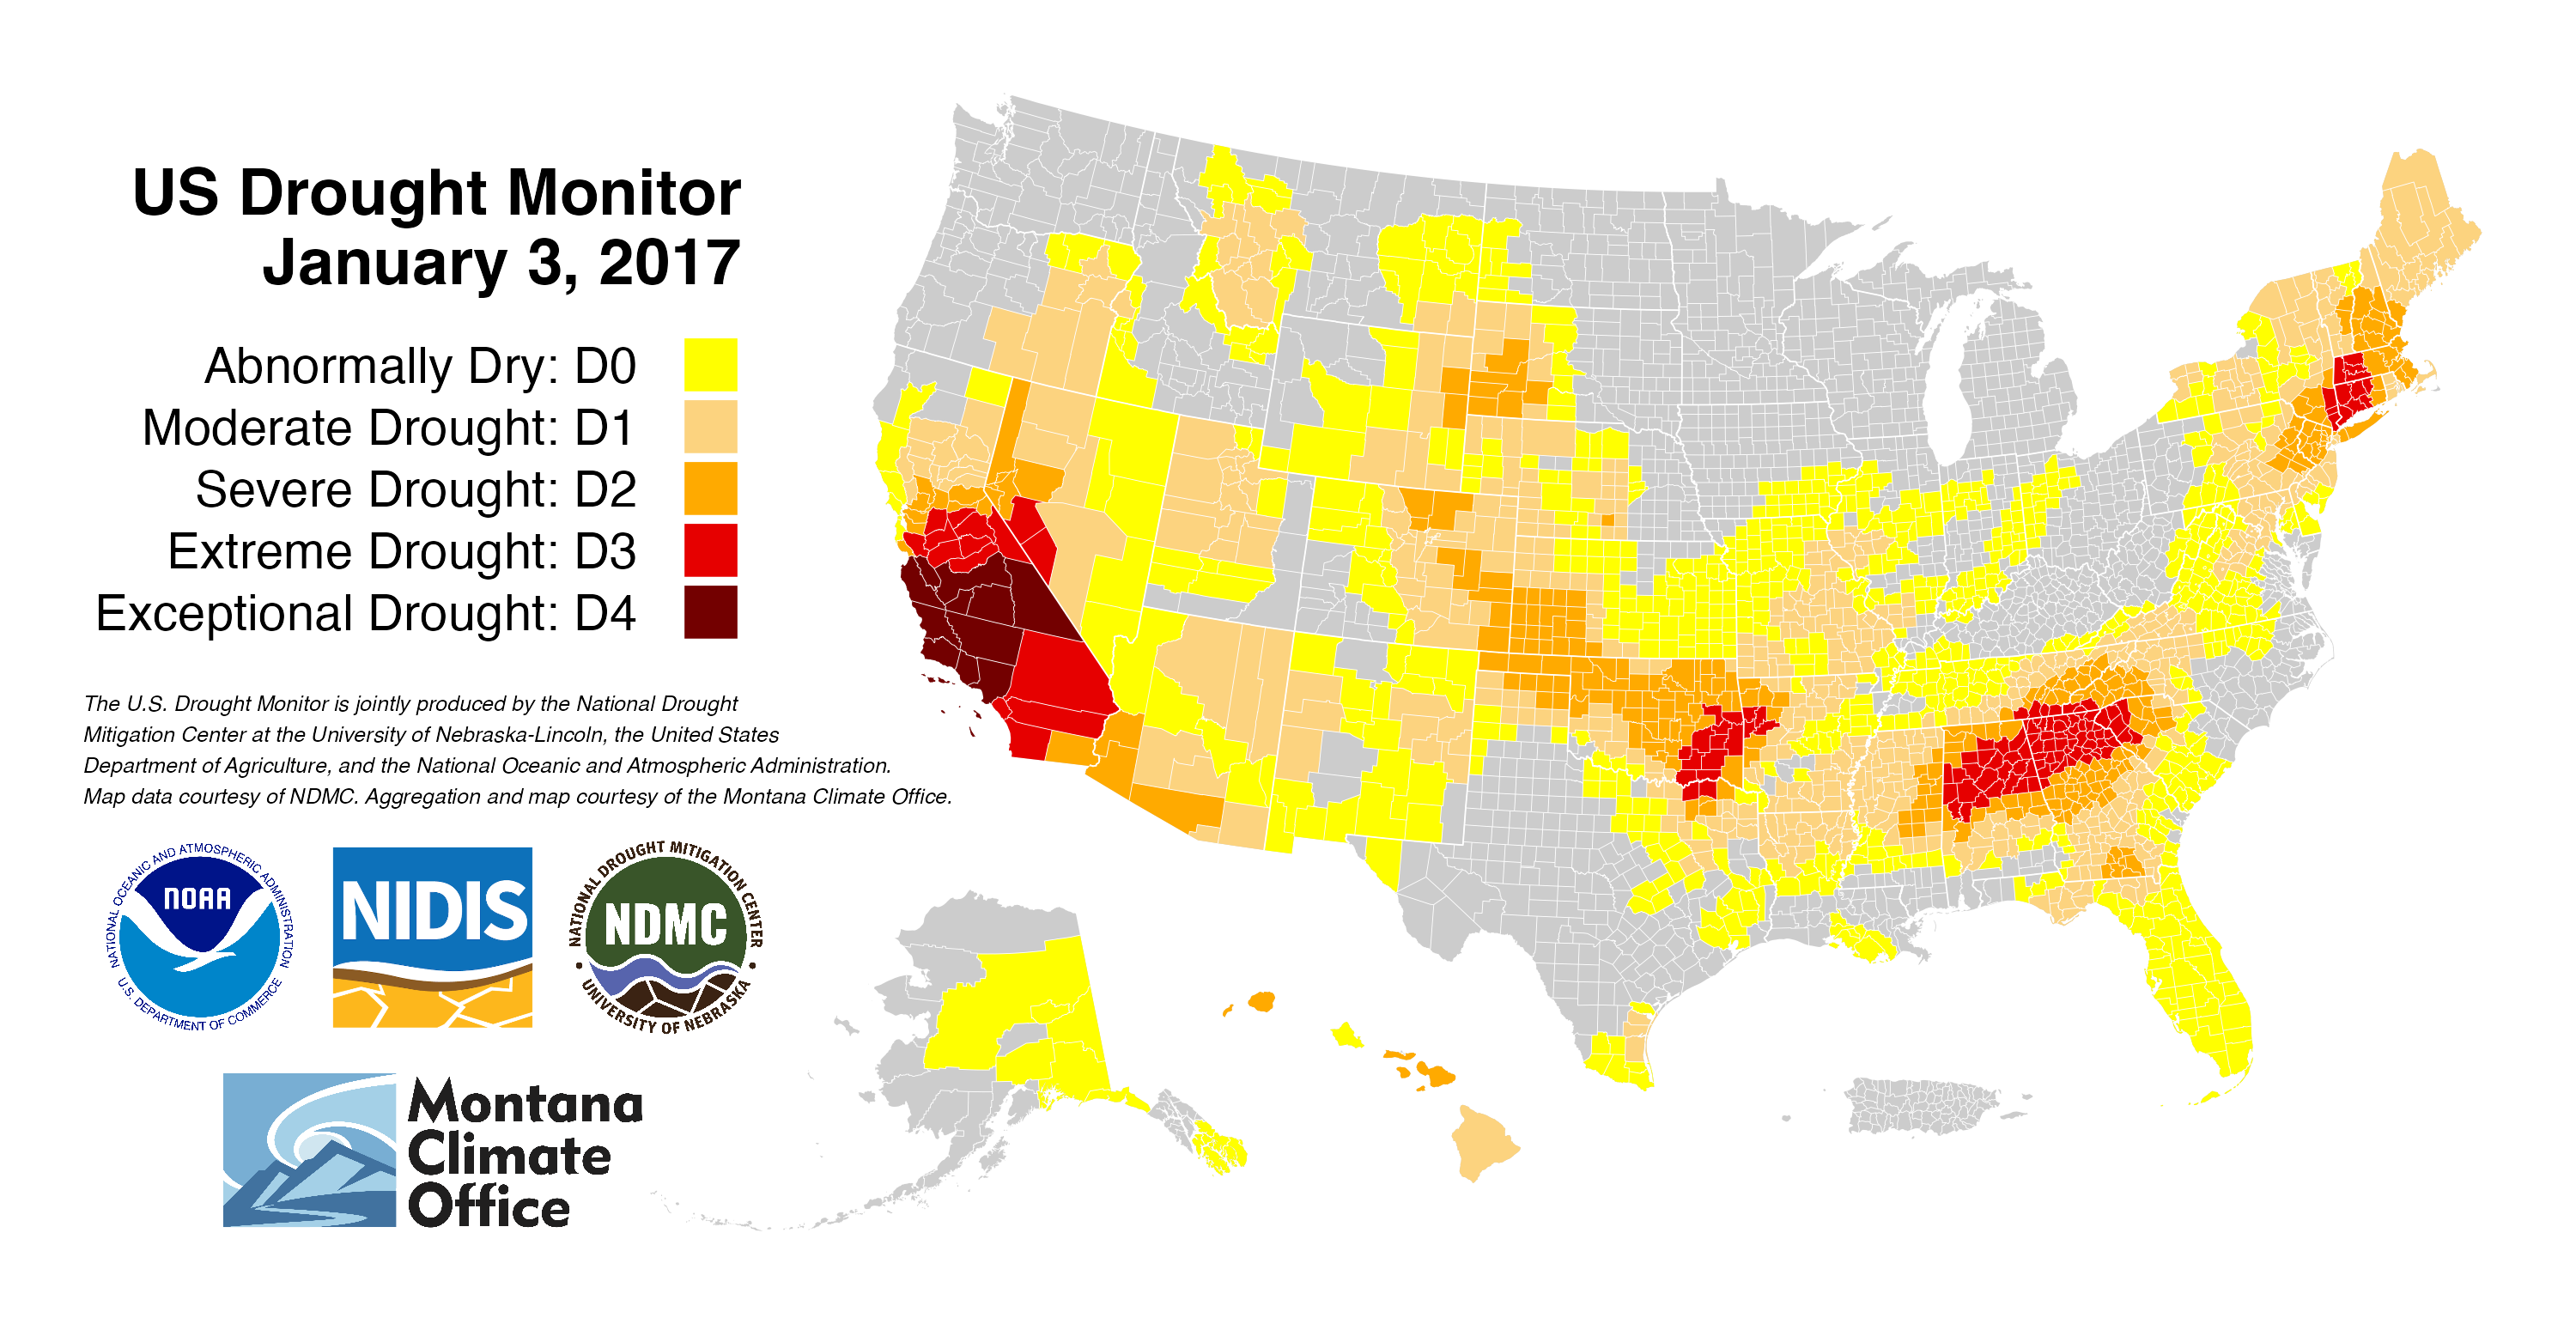 US Drought Monitor
January 3, 2017
Abnormally Dry: D0
Moderate Drought: D1
Severe Drought: D2
Extreme Drought: D3
Exceptional Drought: D4
The U.S. Drought Monitor is jointly produced by the National Drought
Mitigation Center at the University of Nebraska-Lincoln, the United States
Department of Agriculture, and the National Oceanic and Atmospheric Administration.
Map data courtesy of NDMC. Aggregation and map courtesy of the Montana Climate Office.
NATIONAL OCEANIC AND ATMOSPHERIC ADMINISTRATION
NOAA
U.S. DEPARTMENT OF COMMERCE
NIDIS
NATIONAL DROUGHT MITIGATION CENTER
NDMC
UNIVERSITY OF NEBRASKA
Montana
Climate
Office